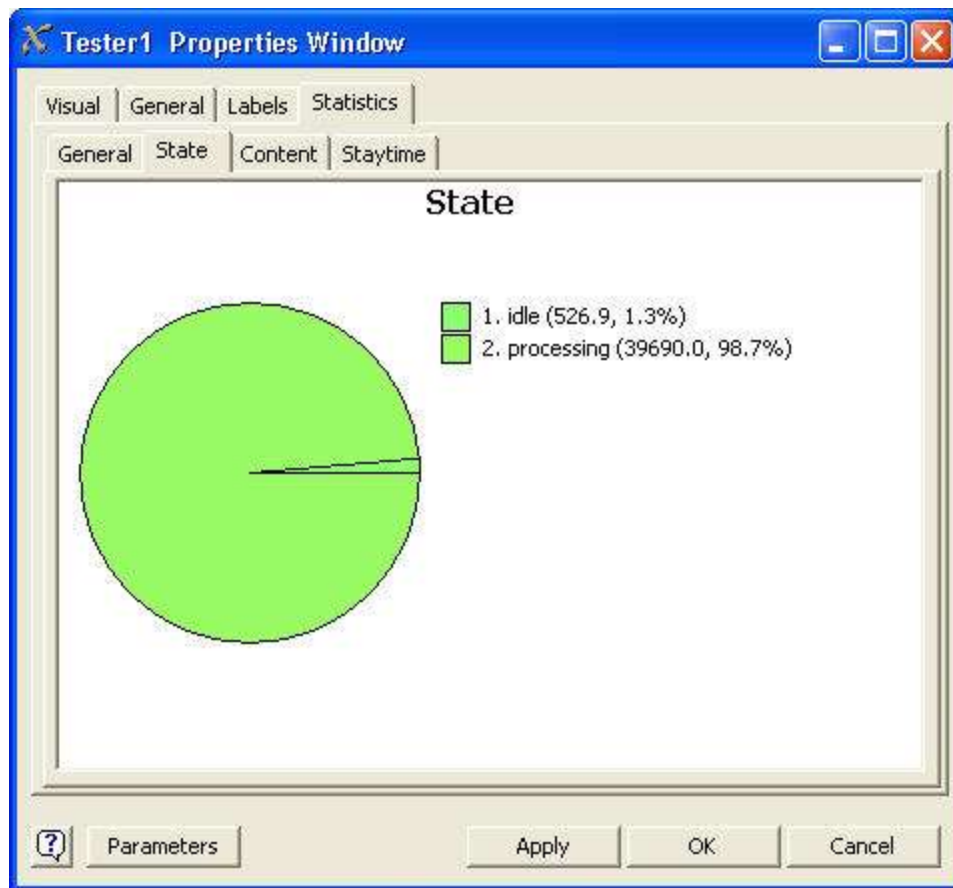 Tester1 Properties Window
Visual General Labels Statistics
General State Content Staytime
State
1. idle (526.9, 1.3%)
2. processing (39690.0, 98.7%)
? Parameters Apply OK Cancel